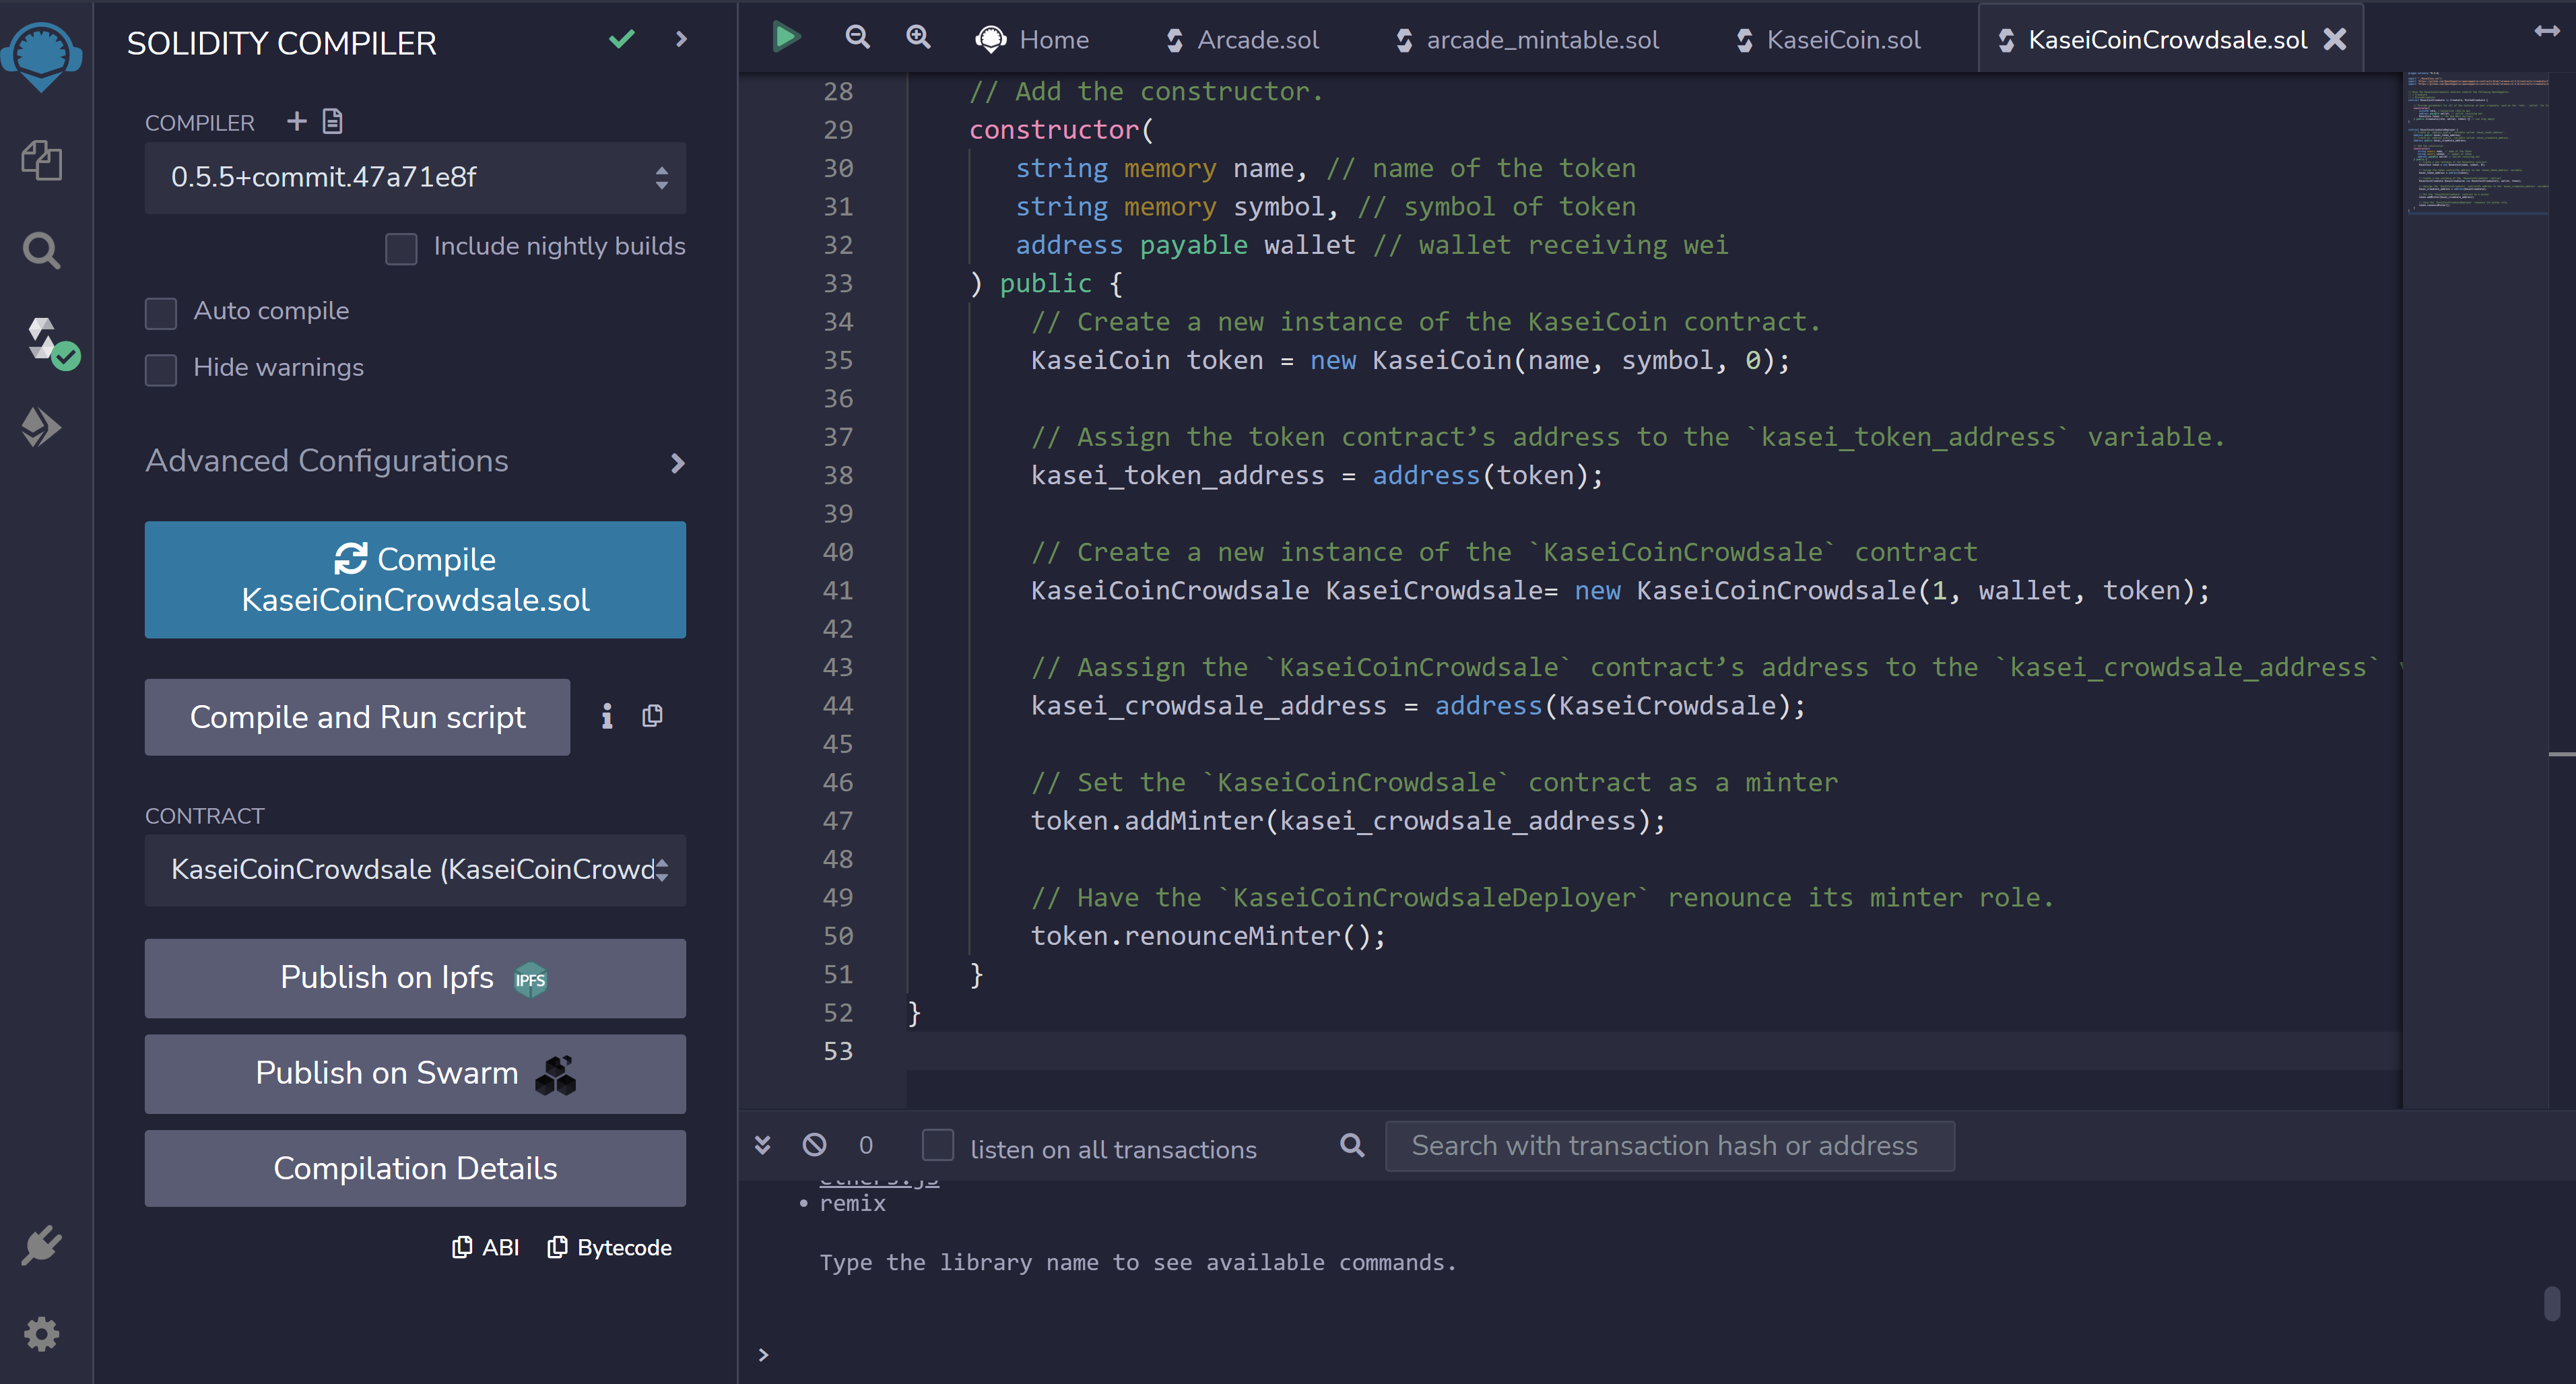 SOLIDITY COMPILER
COMPILER
0.5.5+commit.47a71e8f
Include nightly builds
Auto compile
Hide warnings
Advanced Configurations
Compile
KaseiCoinCrowdsale.sol
Compile and Run script
CONTRACT
KaseiCoinCrowdsale (KaseiCoinCrowd
Publish on Ipfs IPFS
Publish on Swarm
Compilation Details
ABI Bytecode
Home Arcade.sol arcade_mintable.sol KaseiCoin.sol KaseiCoinCrowdsale.sol
28 // Add the constructor.
29 constructor(
30 string memory name, // name of the token
31 string memory symbol, // symbol of token
32 address payable wallet // wallet receiving wei
33 ) public {
34 // Create a new instance of the KaseiCoin contract.
35 KaseiCoin token = new KaseiCoin(name, symbol, 0);
36
37 // Assign the token contract’s address to the `kasei_token_address` variable.
38 kasei_token_address = address(token);
39
40 // Create a new instance of the `KaseiCoinCrowdsale` contract
41 KaseiCoinCrowdsale KaseiCrowdsale= new KaseiCoinCrowdsale(1, wallet, token);
42
43 // Aassign the `KaseiCoinCrowdsale` contract’s address to the `kasei_crowdsale_address`
44 kasei_crowdsale_address = address(KaseiCrowdsale);
45
46 // Set the `KaseiCoinCrowdsale` contract as a minter
47 token.addMinter(kasei_crowdsale_address);
48
49 // Have the `KaseiCoinCrowdsaleDeployer` renounce its minter role.
50 token.renounceMinter();
51 }
52 }
53
0 listen on all transactions Search with transaction hash or address
ethers.js
• remix
Type the library name to see available commands.
>